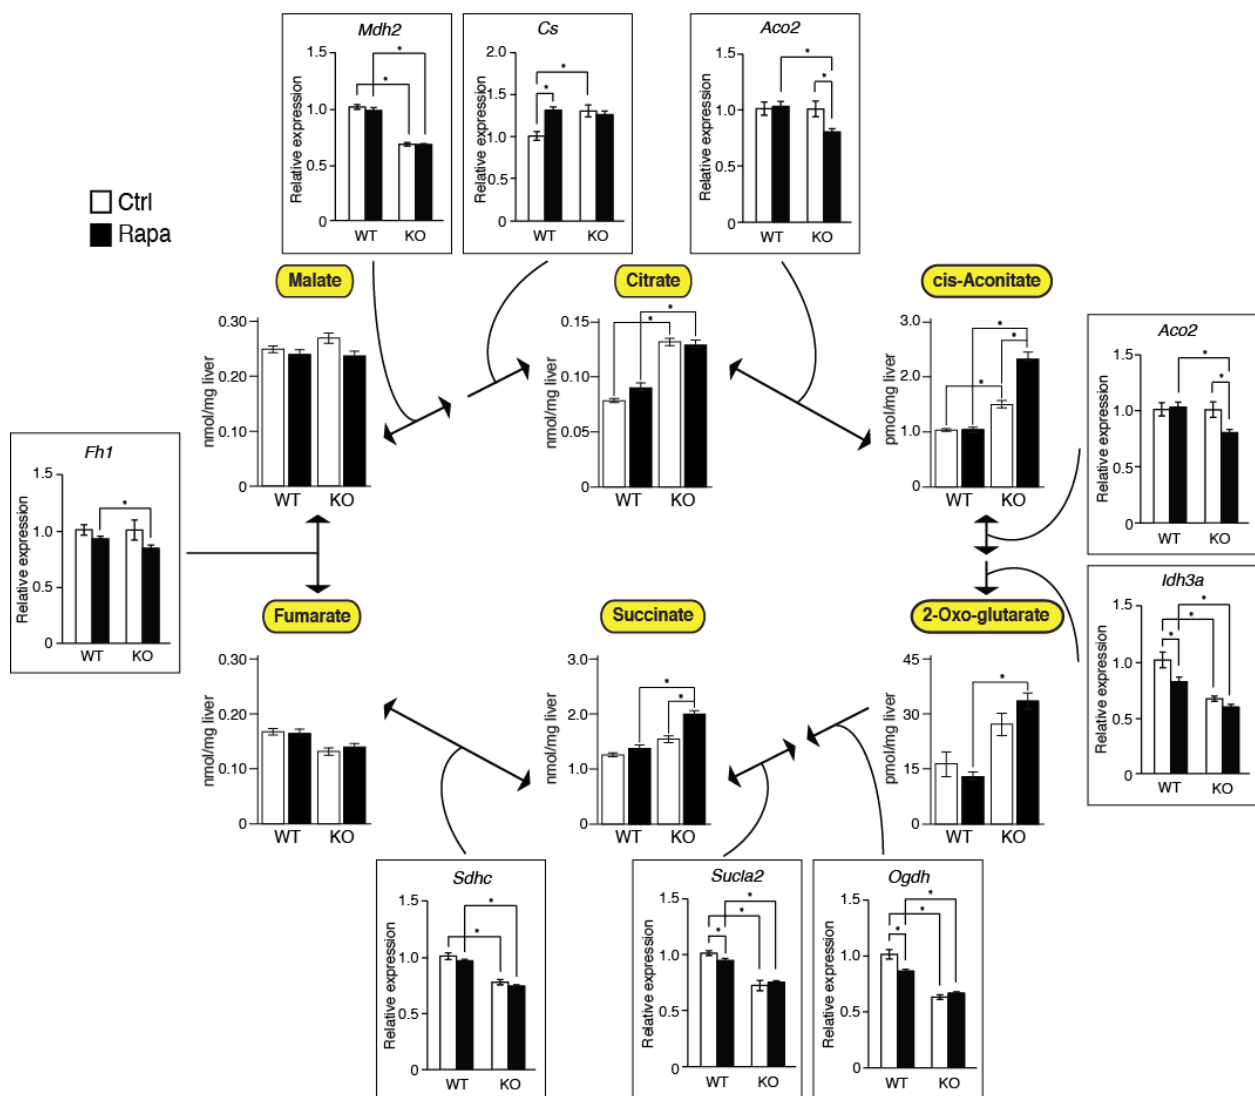 Mdh2
Relative expression
1.5
1.0
0.5
0
WT KO
* *
Cs
Relative expression
2.0
1.5
1.0
0.5
0
WT KO
* *
Aco2
Relative expression
1.5
1.0
0.5
0
WT KO
* *
Ctrl
Rapa
Malate
nmol/mg liver
0.30
0.20
0.10
0
WT KO
Citrate
nmol/mg liver
0.15
0.10
0.05
0
WT KO
* *
cis-Aconitate
pmol/mg liver
3.0
2.0
1.0
0
WT KO
* * *
Aco2
Relative expression
1.5
1.0
0.5
0
WT KO
* *
Fh1
Relative expression
1.5
1.0
0.5
0
WT KO
*
Fumarate
nmol/mg liver
0.30
0.20
0.10
0
WT KO
Succinate
nmol/mg liver
3.0
2.0
1.0
0
WT KO
* *
2-Oxo-glutarate
pmol/mg liver
45
30
15
0
WT KO
*
Idh3a
Relative expression
1.5
1.0
0.5
0
WT KO
* * *
Sdhc
Relative expression
1.5
1.0
0.5
0
WT KO
* *
Sucla2
Relative expression
1.5
1.0
0.5
0
WT KO
* * *
Ogdh
Relative expression
1.5
1.0
0.5
0
WT KO
* * *